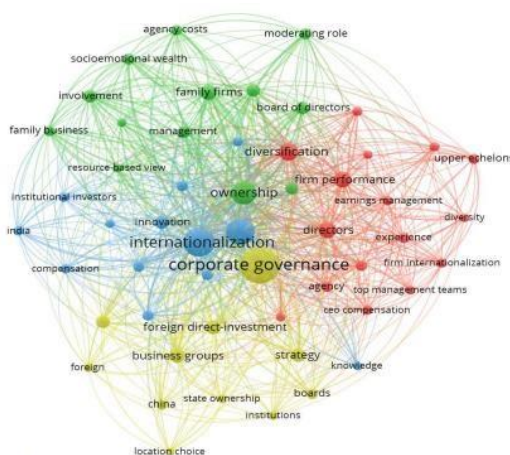 agency costs
moderating role
socioemotional wealth
involvement
family firms
board of directors
family business
management
diversification
upper echelons
resource-based view
firm performance
institutional investors
ownership
earnings management
diversity
india
innovation
directors
experience
internationalization
compensation
corporate governance
firm internationalization
agency
top management teams
ceo compensation
foreign direct-investment
business groups
strategy
foreign
knowledge
china
state ownership
boards
institutions
location choice